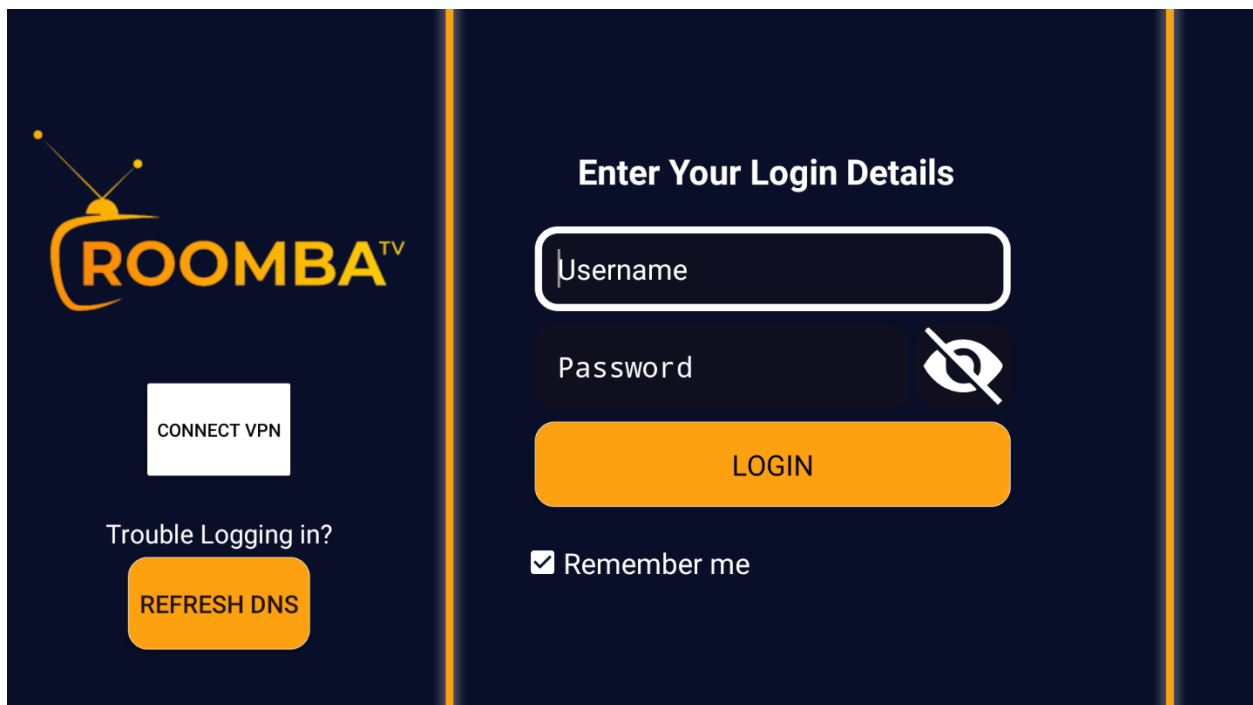 ROOMBA TV
CONNECT VPN
Trouble Logging in?
REFRESH DNS
Enter Your Login Details
Username
Password
LOGIN
Remember me